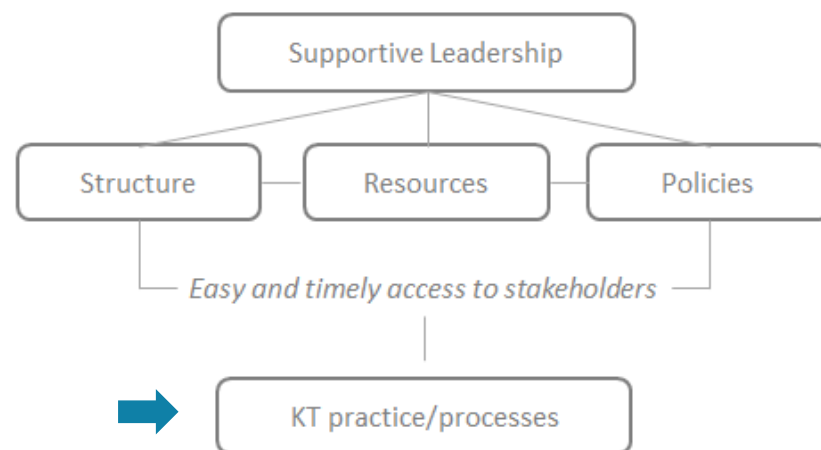 Supportive Leadership
Structure
Resources
Policies
Easy and timely access to stakeholders
KT practice/processes